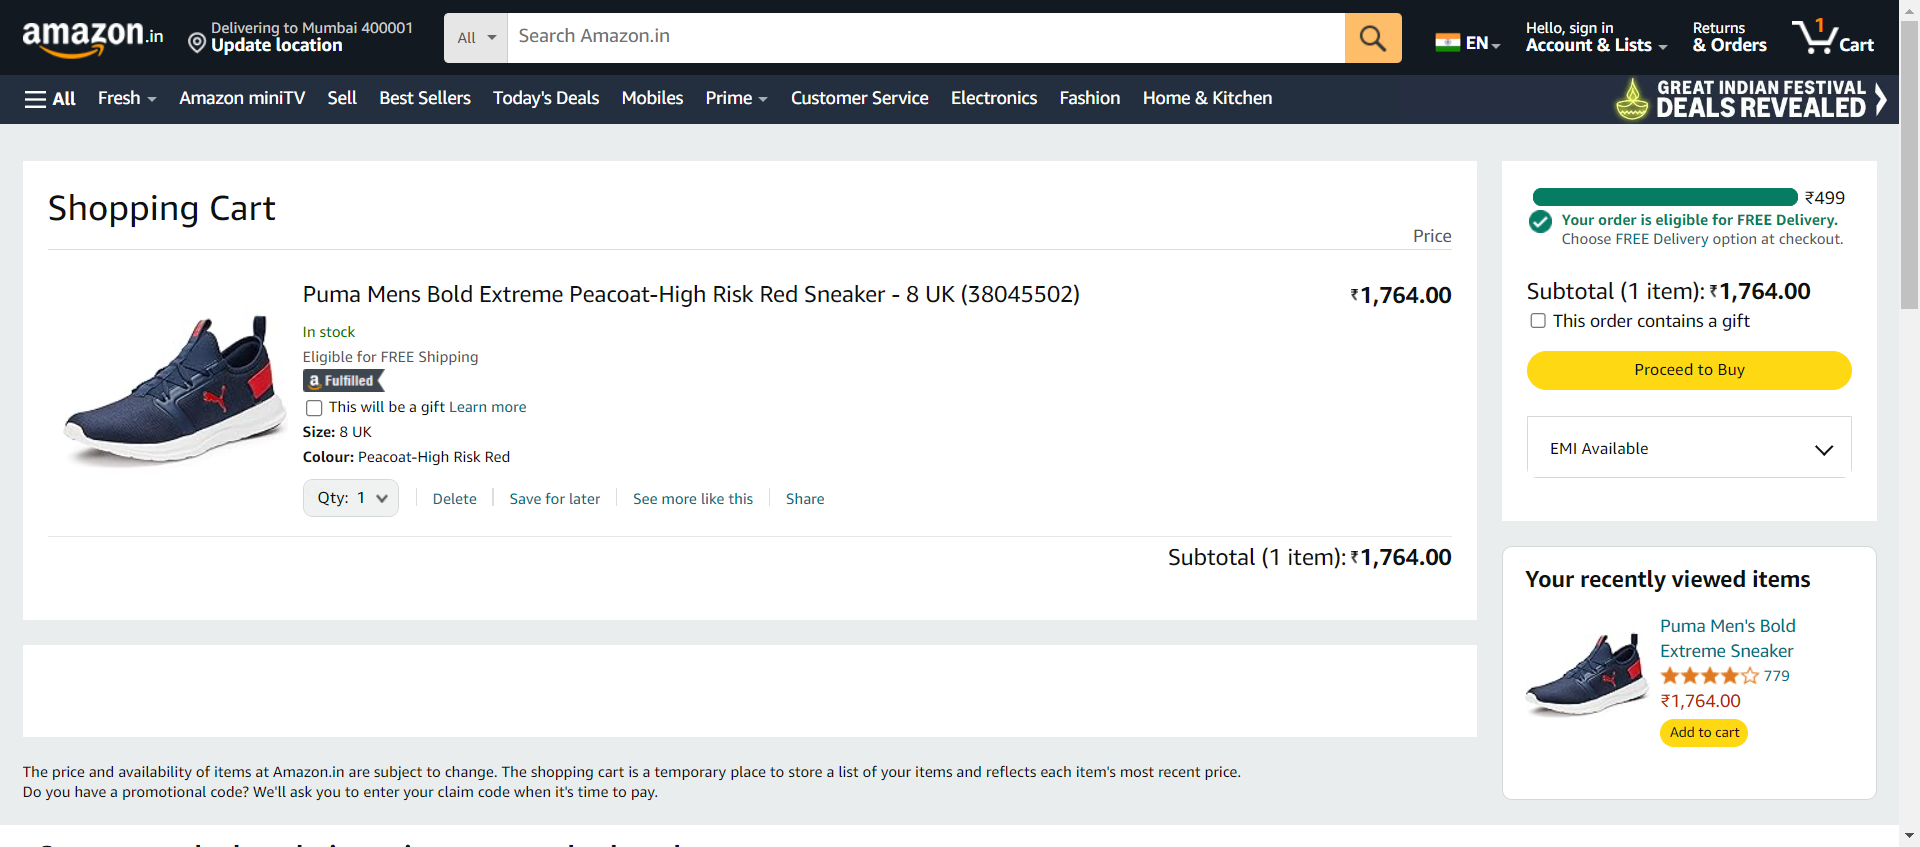 amazon.in
Delivering to Mumbai 400001
Update location
All
Search Amazon.in
EN
Hello, sign in
Account & Lists
Returns
& Orders
1
Cart
All
Fresh
Amazon miniTV
Sell
Best Sellers
Today's Deals
Mobiles
Prime
Customer Service
Electronics
Fashion
Home & Kitchen
GREAT INDIAN FESTIVAL
DEALS REVEALED
Shopping Cart
Price
Puma Mens Bold Extreme Peacoat-High Risk Red Sneaker - 8 UK (38045502)
₹1,764.00
In stock
Eligible for FREE Shipping
a Fulfilled
This will be a gift Learn more
Size: 8 UK
Colour: Peacoat-High Risk Red
Qty: 1
Delete
Save for later
See more like this
Share
Subtotal (1 item): ₹1,764.00
₹499
Your order is eligible for FREE Delivery.
Choose FREE Delivery option at checkout.
Subtotal (1 item): ₹1,764.00
This order contains a gift
Proceed to Buy
EMI Available
Your recently viewed items
Puma Men's Bold
Extreme Sneaker
779
₹1,764.00
Add to cart
The price and availability of items at Amazon.in are subject to change. The shopping cart is a temporary place to store a list of your items and reflects each item's most recent price.
Do you have a promotional code? We'll ask you to enter your claim code when it's time to pay.